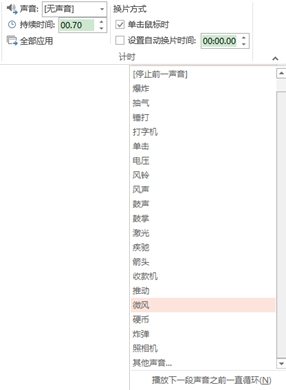 声音: [无声音] 换片方式
持续时间: 00.70 单击鼠标时
全部应用 设置自动换片时间: 00:00.00
计时
[停止前一声音]
爆炸
抽气
锤打
打字机
单击
电压
风铃
风声
鼓声
鼓掌
激光
疾驰
箭头
收款机
推动
微风
硬币
炸弹
照相机
其他声音...
播放下一段声音之前一直循环(N)